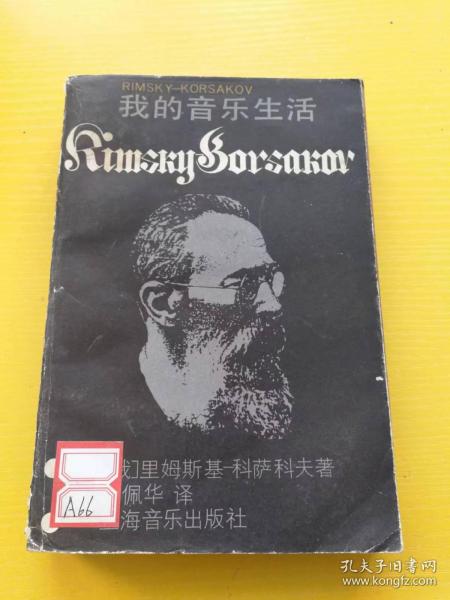 RIMSKY-KORSAKOV
我的音乐生活
Rimsky Korsakov
里姆斯基-科萨科夫著
佩华 译
海音乐出版社
A66
孔夫子旧书网
www.kongfz.com